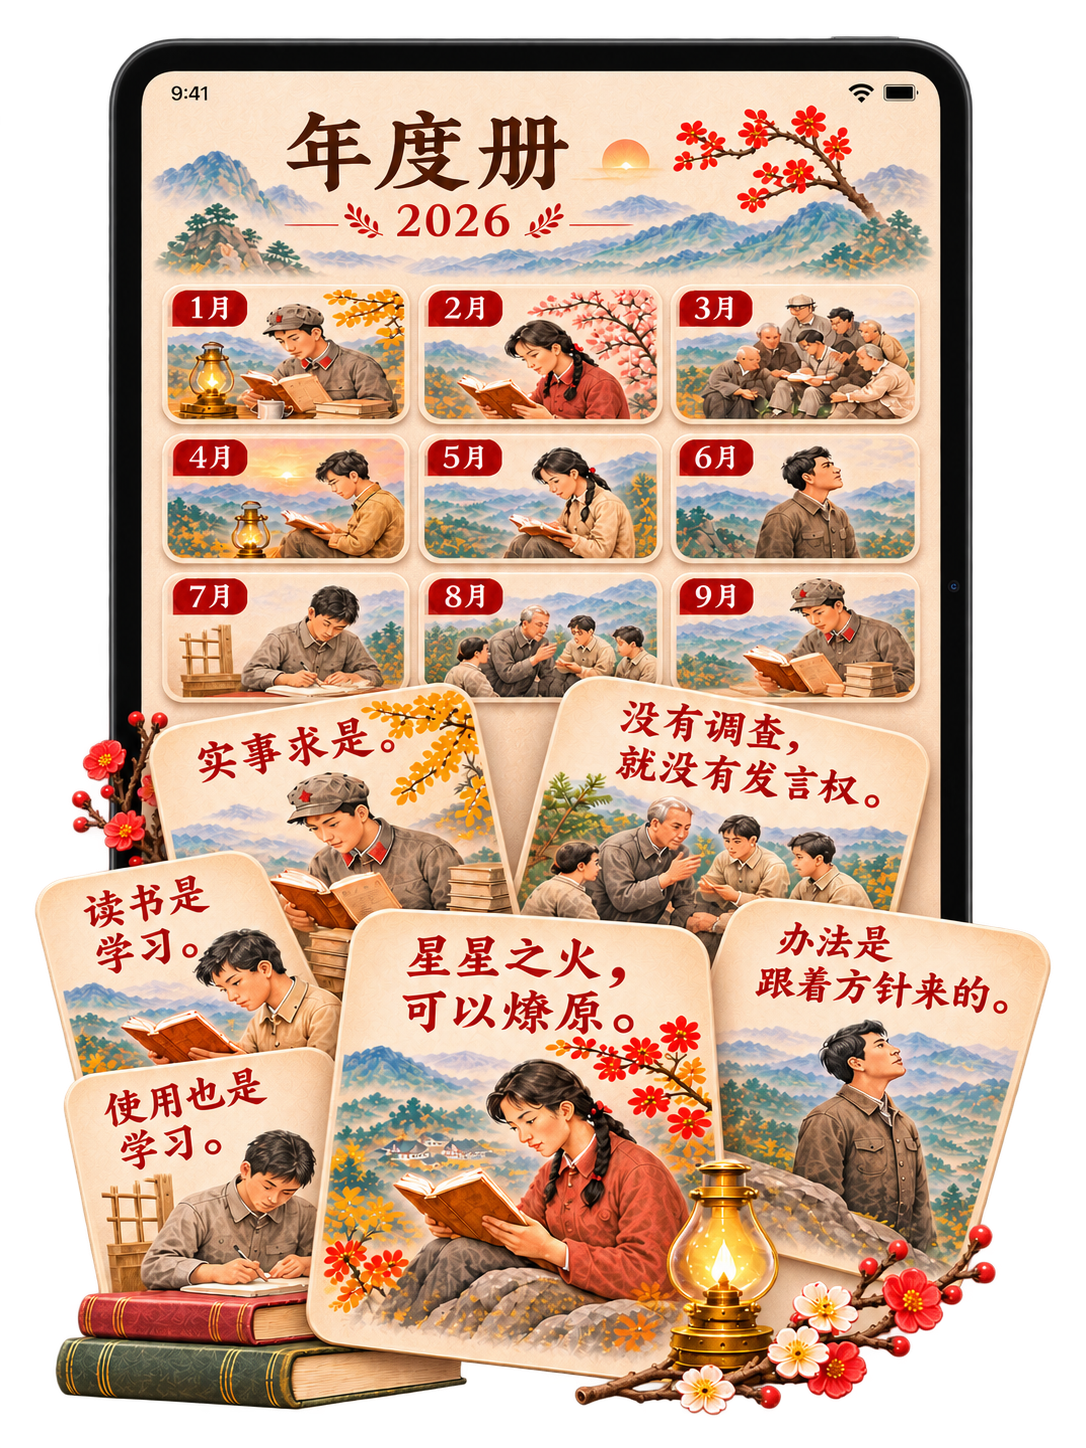 9:41
年度册
2026
1月
2月
3月
4月
5月
6月
7月
8月
9月
实事求是。
没有调查，
就没有发言权。
读书是
学习。
星星之火，
可以燎原。
办法是
跟着方针来的。
使用也是
学习。